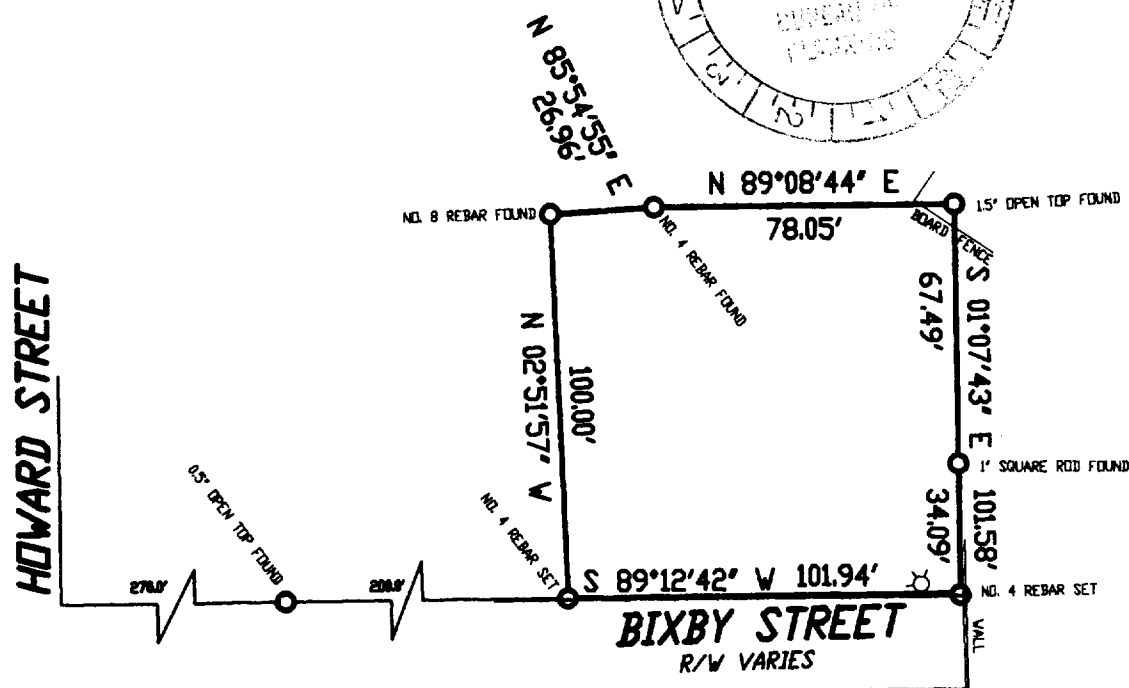 N 85°54'55" E
26.96'
N 89°08'44" E
78.05'
NO. 8 REBAR FOUND
NO. 4 REBAR FOUND
1.5" OPEN TOP FOUND
BOARD FENCE
S 01°07'43" E
67.49'
101.58'
34.09'
N 02°51'57" W
100.00'
1" SQUARE ROD FOUND
HOWARD STREET
0.5" OPEN TOP FOUND
NO. 4 REBAR SET
S 89°12'42" W 101.94'
NO. 4 REBAR SET
BIXBY STREET
R/W VARIES
WALL